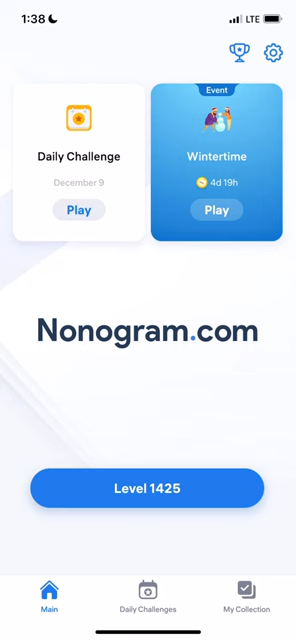 1:38
LTE
Event
Daily Challenge
Wintertime
December 9
4d 19h
Play
Play
Nonogram.com
Level 1425
Main
Daily Challenges
My Collection